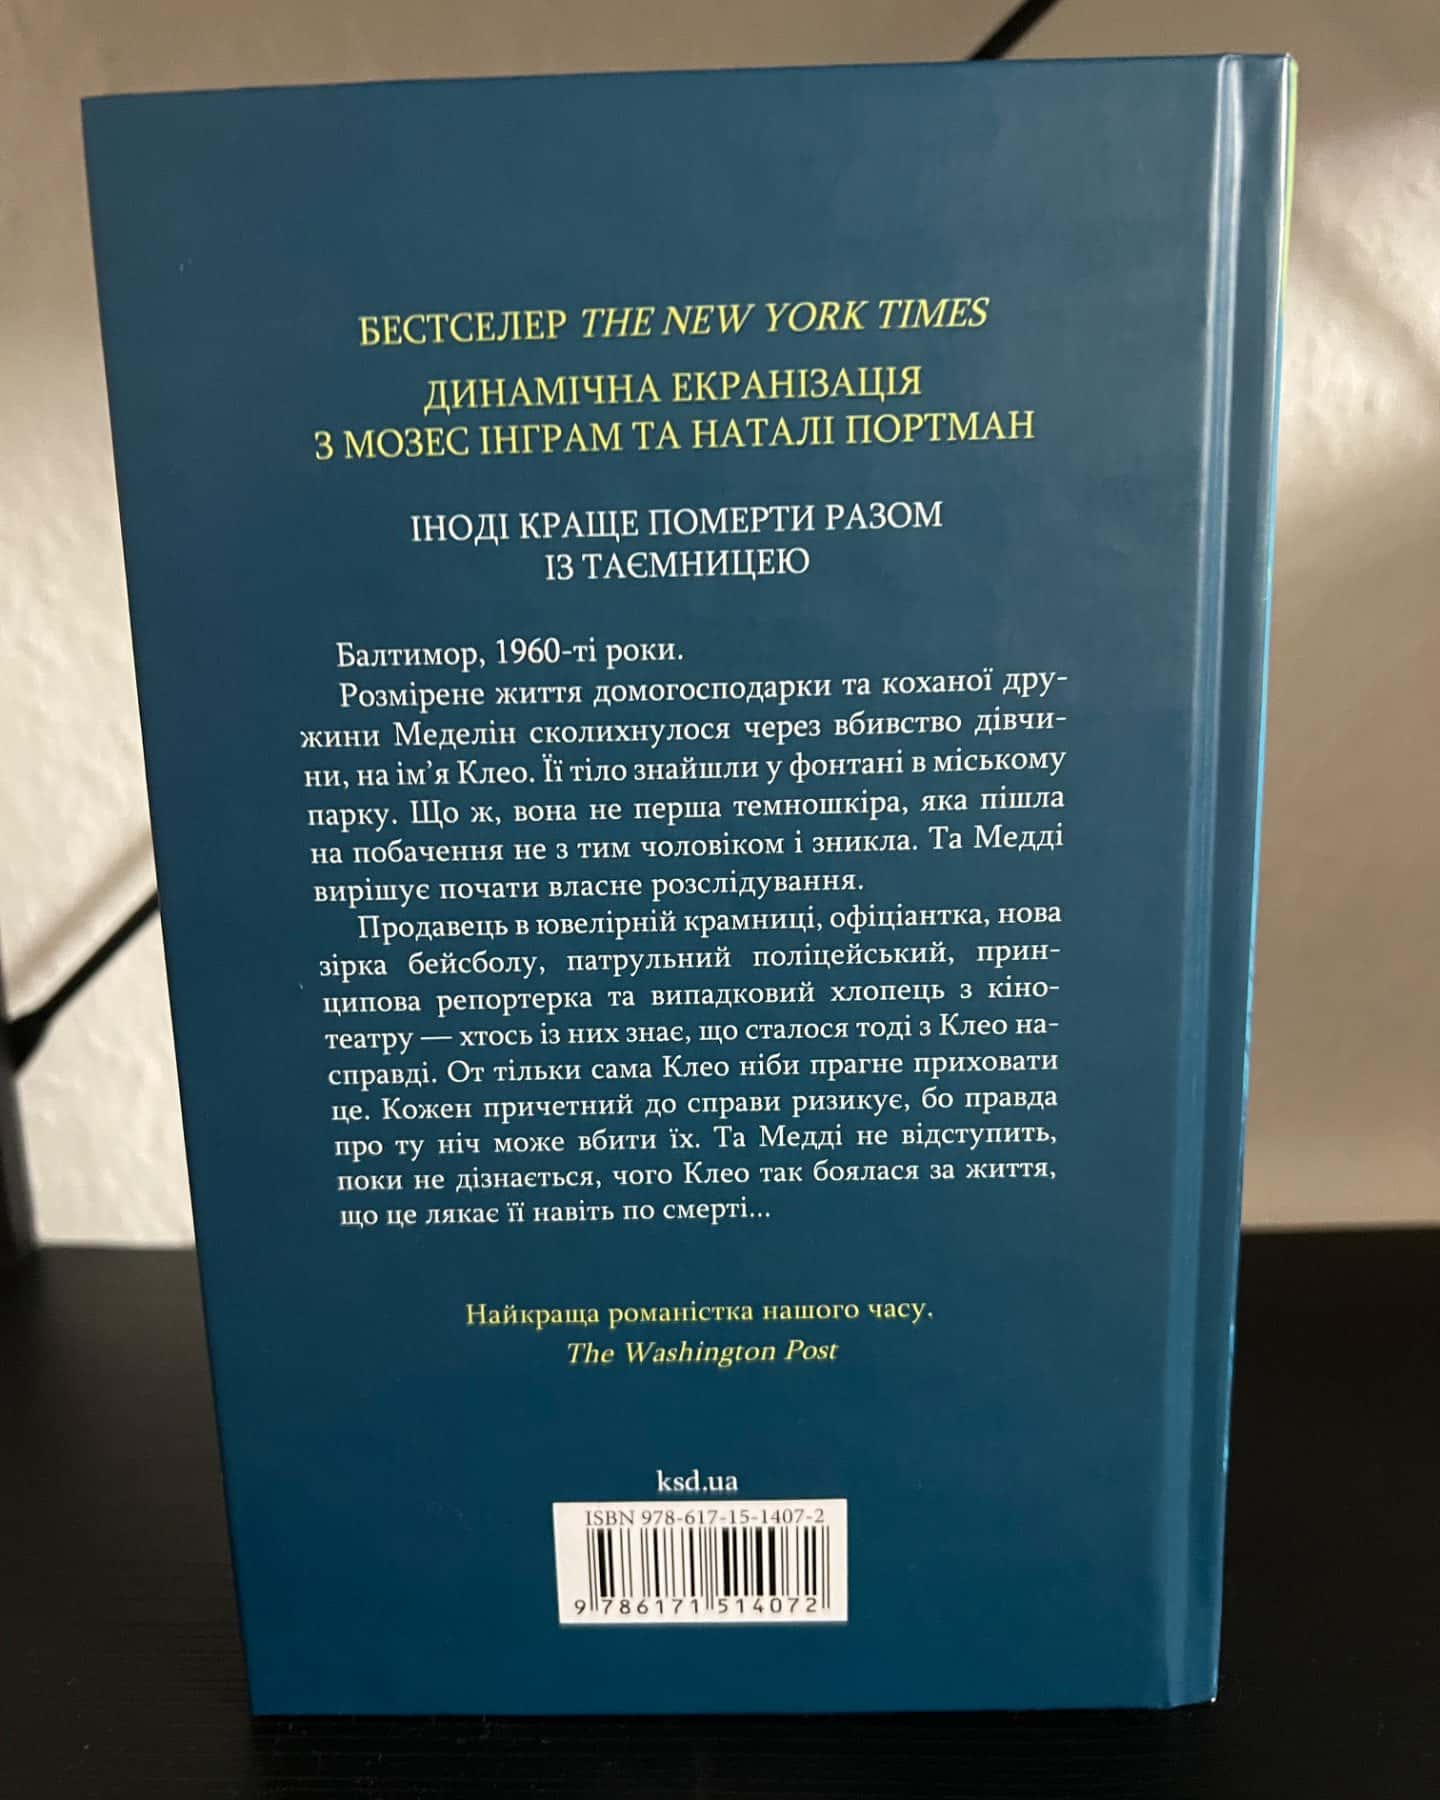 БЕСТСЕЛЕР THE NEW YORK TIMES
ДИНАМІЧНА ЕКРАНІЗАЦІЯ
З МОЗЕС ІНГРАМ ТА НАТАЛІ ПОРТМАН
ІНОДІ КРАЩЕ ПОМЕРТИ РАЗОМ
ІЗ ТАЄМНИЦЕЮ
Балтимор, 1960-ті роки.
Розмірене життя домогосподарки та коханої дру-
жини Меделін сколихнулося через вбивство дівчи-
ни, на ім’я Клео. Її тіло знайшли у фонтані в міському
парку. Що ж, вона не перша темношкіра, яка пішла
на побачення не з тим чоловіком і зникла. Та Медді
вирішує почати власне розслідування.
Продавець в ювелірній крамниці, офіціантка, нова
зірка бейсболу, патрульний поліцейський, прин-
ципова репортерка та випадковий хлопець з кіно-
театру — хтось із них знає, що сталося тоді з Клео на-
справді. От тільки сама Клео ніби прагне приховати
це. Кожен причетний до справи ризикує, бо правда
про ту ніч може вбити їх. Та Медді не відступить,
поки не дізнається, чого Клео так боялася за життя,
що це лякає її навіть по смерті...
Найкраща романістка нашого часу.
The Washington Post
ksd.ua
ISBN 978-617-15-1407-2
9 786171 514072